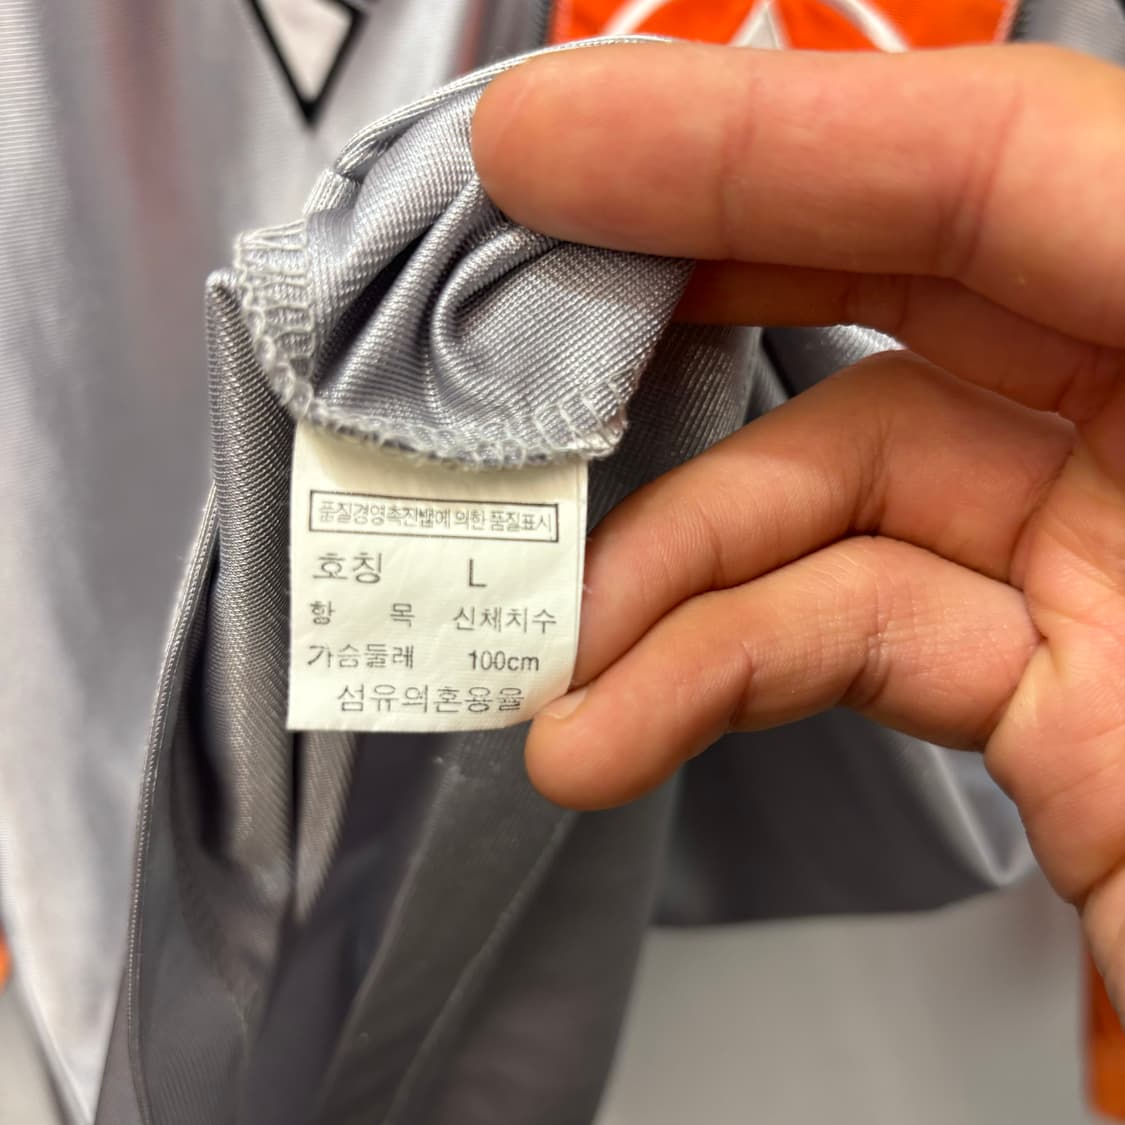 품질경영촉진법에 의한 품질표시
호칭 L
항 목 신체치수
가슴둘레 100cm
섬유의혼용율